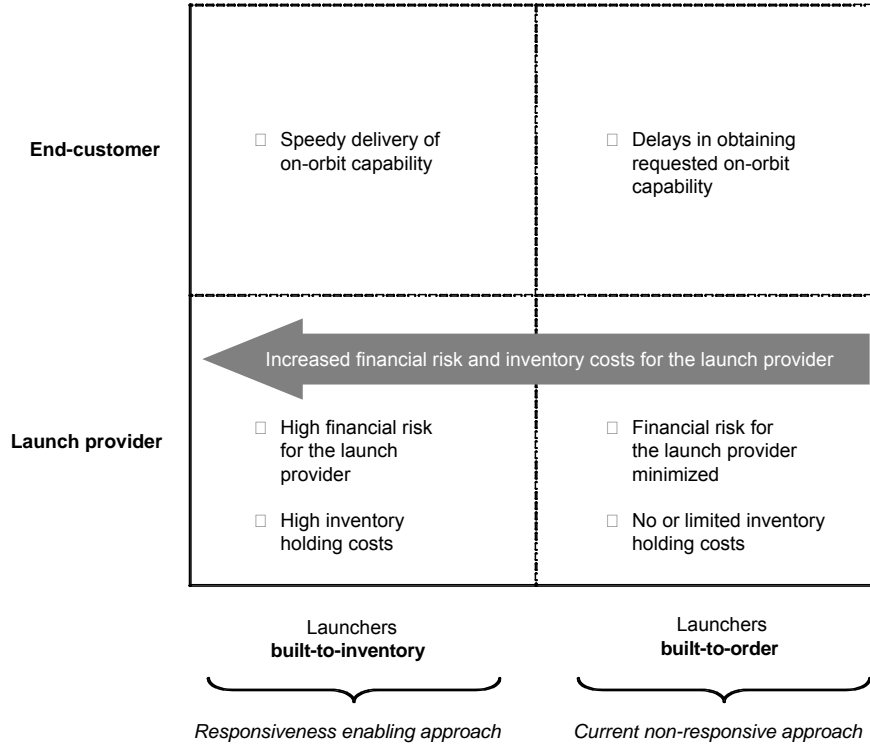 End-customer
Speedy delivery of
on-orbit capability
Delays in obtaining
requested on-orbit
capability
Increased financial risk and inventory costs for the launch provider
Launch provider
High financial risk
for the launch
provider
High inventory
holding costs
Financial risk for
the launch provider
minimized
No or limited inventory
holding costs
Launchers
built-to-inventory
Launchers
built-to-order
Responsiveness enabling approach
Current non-responsive approach